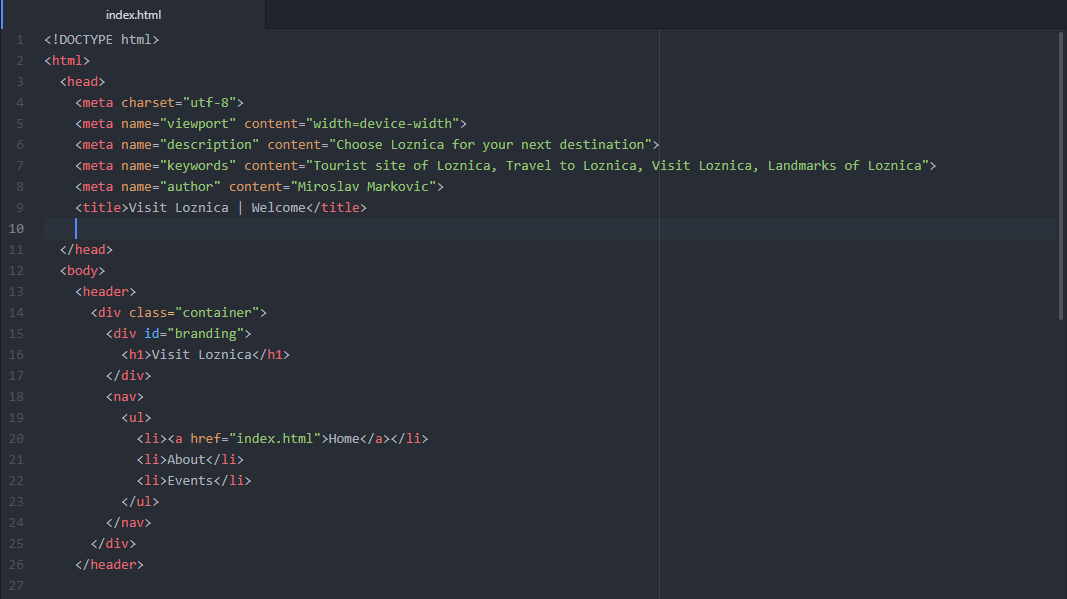 index.html
1 <!DOCTYPE html>
2 <html>
3   <head>
4     <meta charset="utf-8">
5     <meta name="viewport" content="width=device-width">
6     <meta name="description" content="Choose Loznica for your next destination">
7     <meta name="keywords" content="Tourist site of Loznica, Travel to Loznica, Visit Loznica, Landmarks of Loznica">
8     <meta name="author" content="Miroslav Markovic">
9     <title>Visit Loznica | Welcome</title>
10
11   </head>
12   <body>
13     <header>
14       <div class="container">
15         <div id="branding">
16           <h1>Visit Loznica</h1>
17         </div>
18         <nav>
19           <ul>
20             <li><a href="index.html">Home</a></li>
21             <li>About</li>
22             <li>Events</li>
23           </ul>
24         </nav>
25       </div>
26     </header>
27